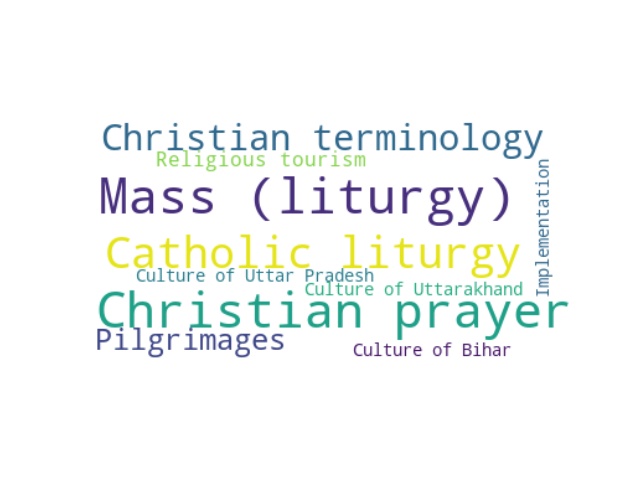 Christian terminology
Religious tourism
Implementation
Mass (liturgy)
Catholic liturgy
Culture of Uttar Pradesh
Culture of Uttarakhand
Christian prayer
Pilgrimages
Culture of Bihar